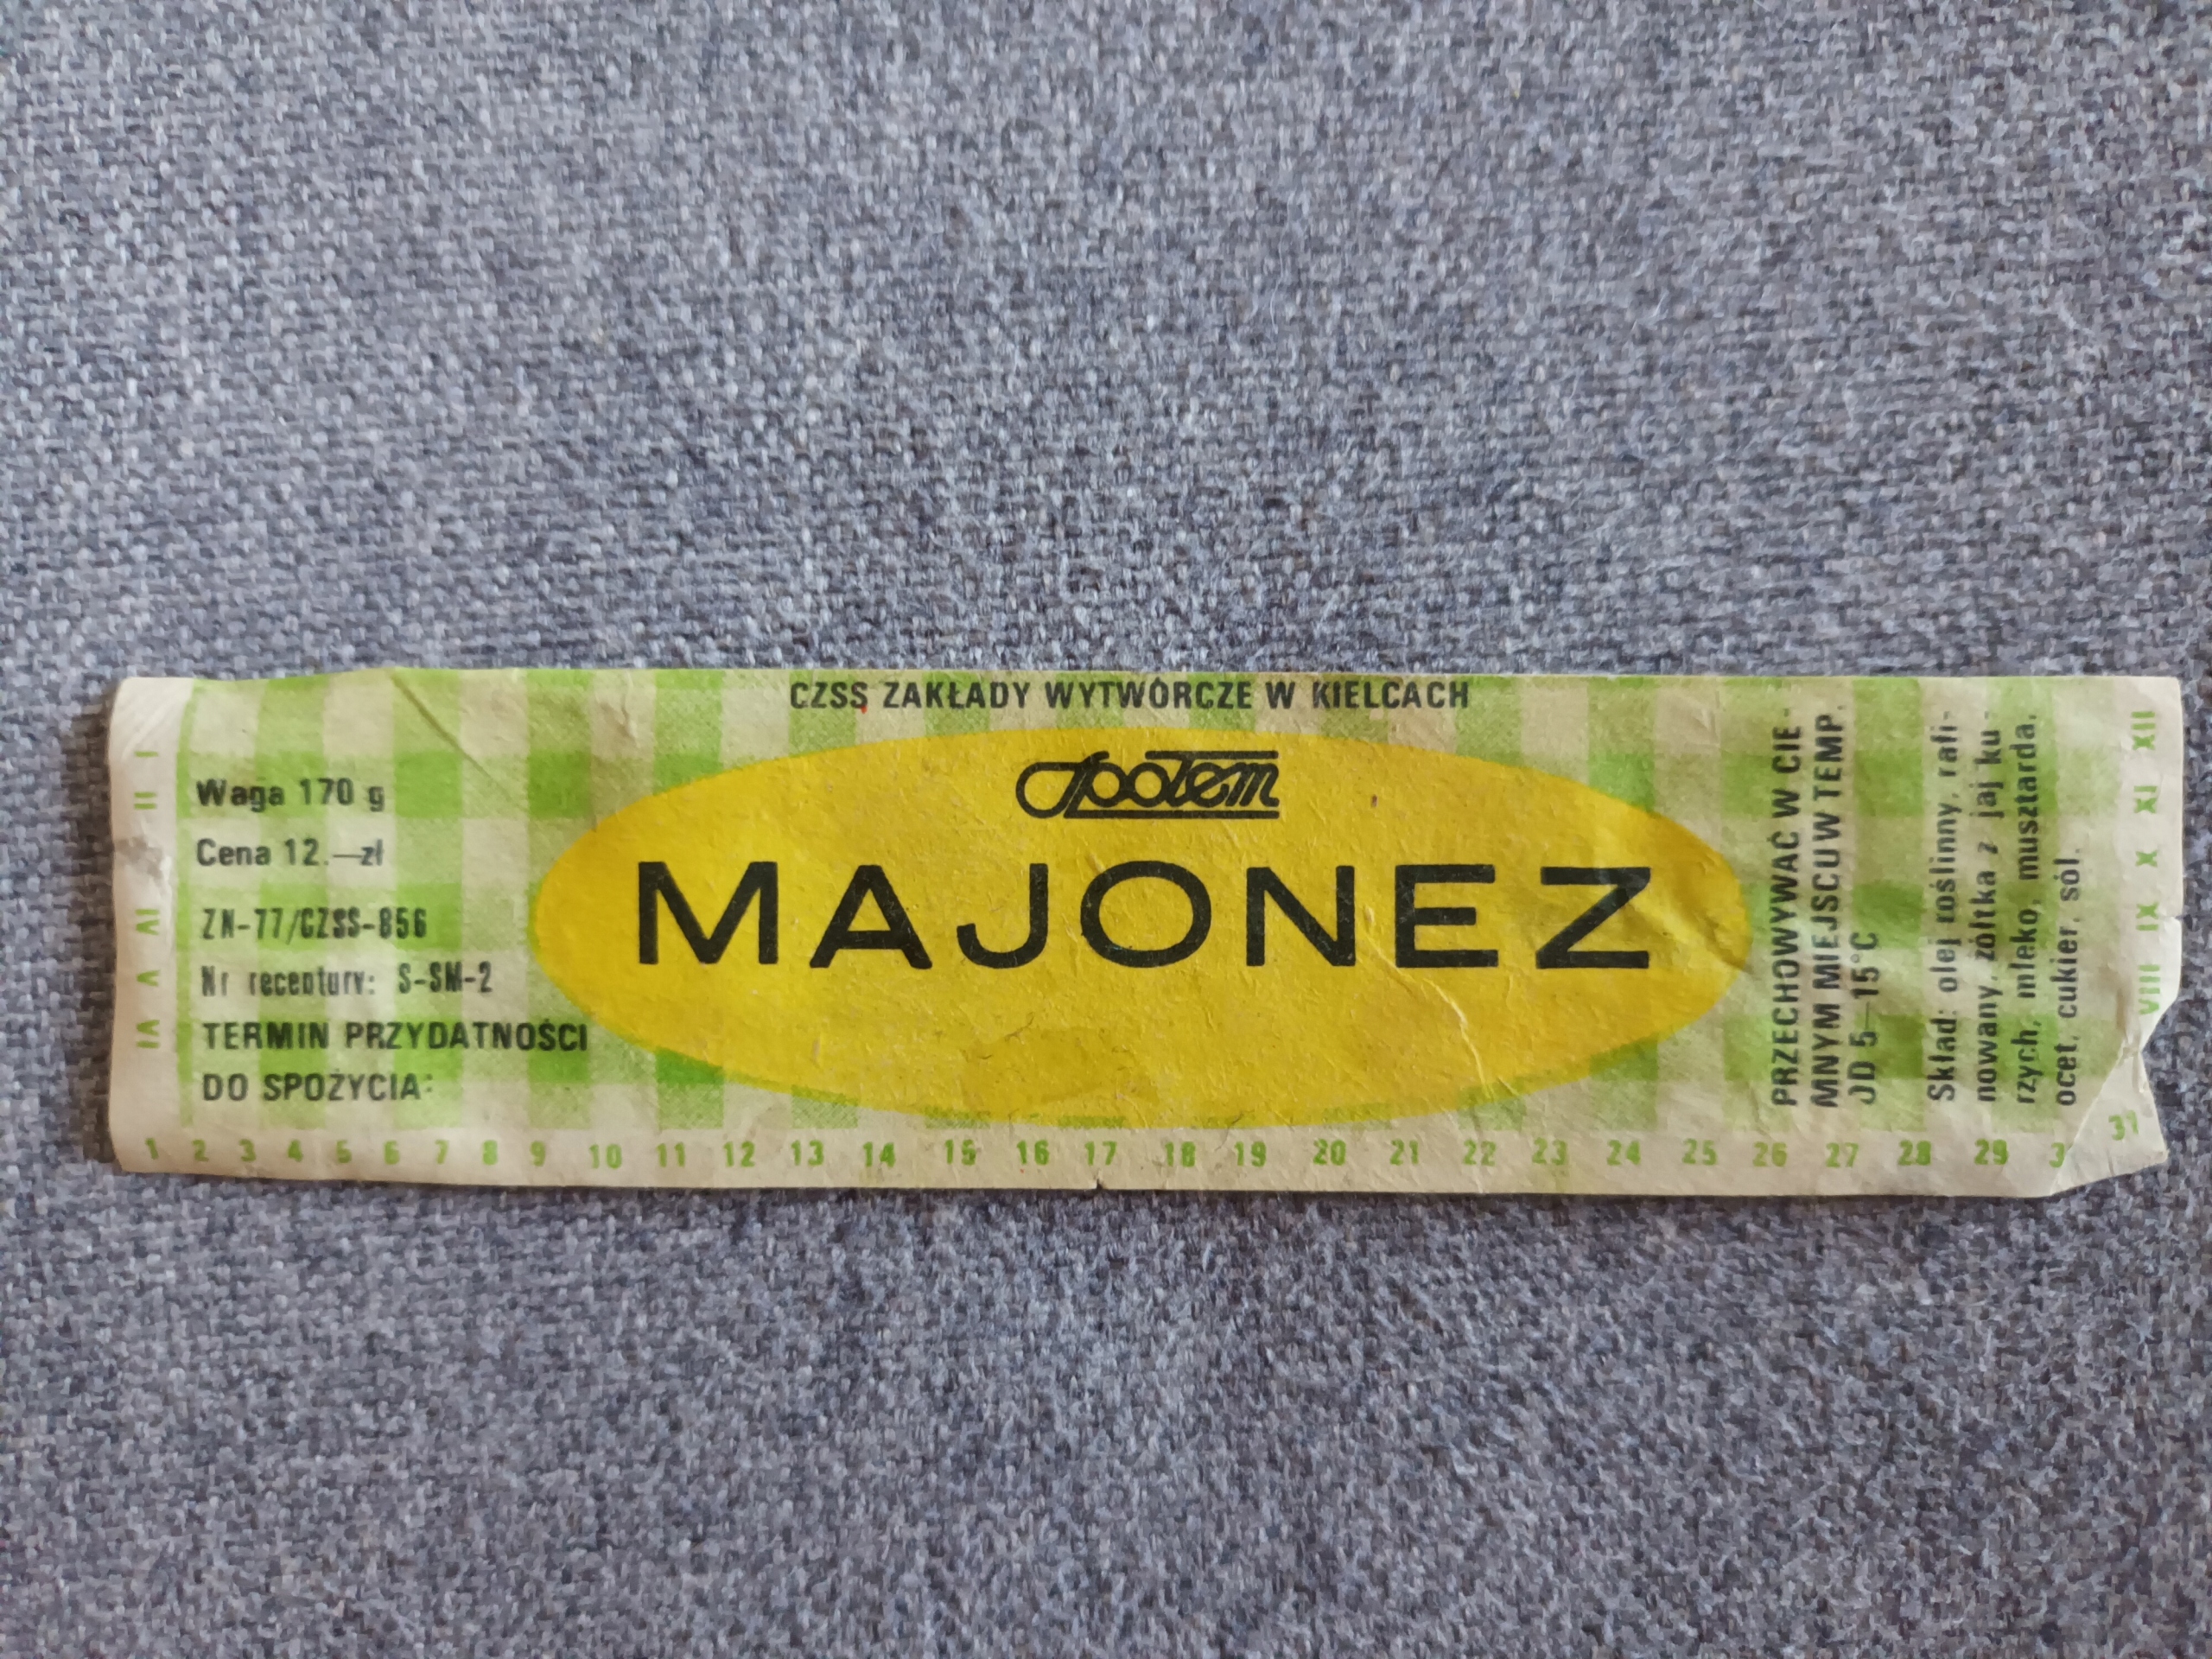 CZSS ZAKŁADY WYTWÓRCZE W KIELCACH
Społem
MAJONEZ
Waga 170 g
Cena 12.—zł
ZN-77/CZSS-856
Nr receptury: S-SM-2
TERMIN PRZYDATNOŚCI
DO SPOŻYCIA:
PRZECHOWYWAĆ W CIE-
MNYM MIEJSCU W TEMP.
OD 5—15°C
Skład: olej roślinny, rafi-
nowany, żółtka z jaj ku-
rzych, mleko, musztarda,
ocet, cukier, sól.
I II IV V VI
VIII IX X XI XII
1 2 3 4 5 6 7 8 9 10 11 12 13 14 15 16 17 18 19 20 21 22 23 24 25 26 27 28 29 3 31